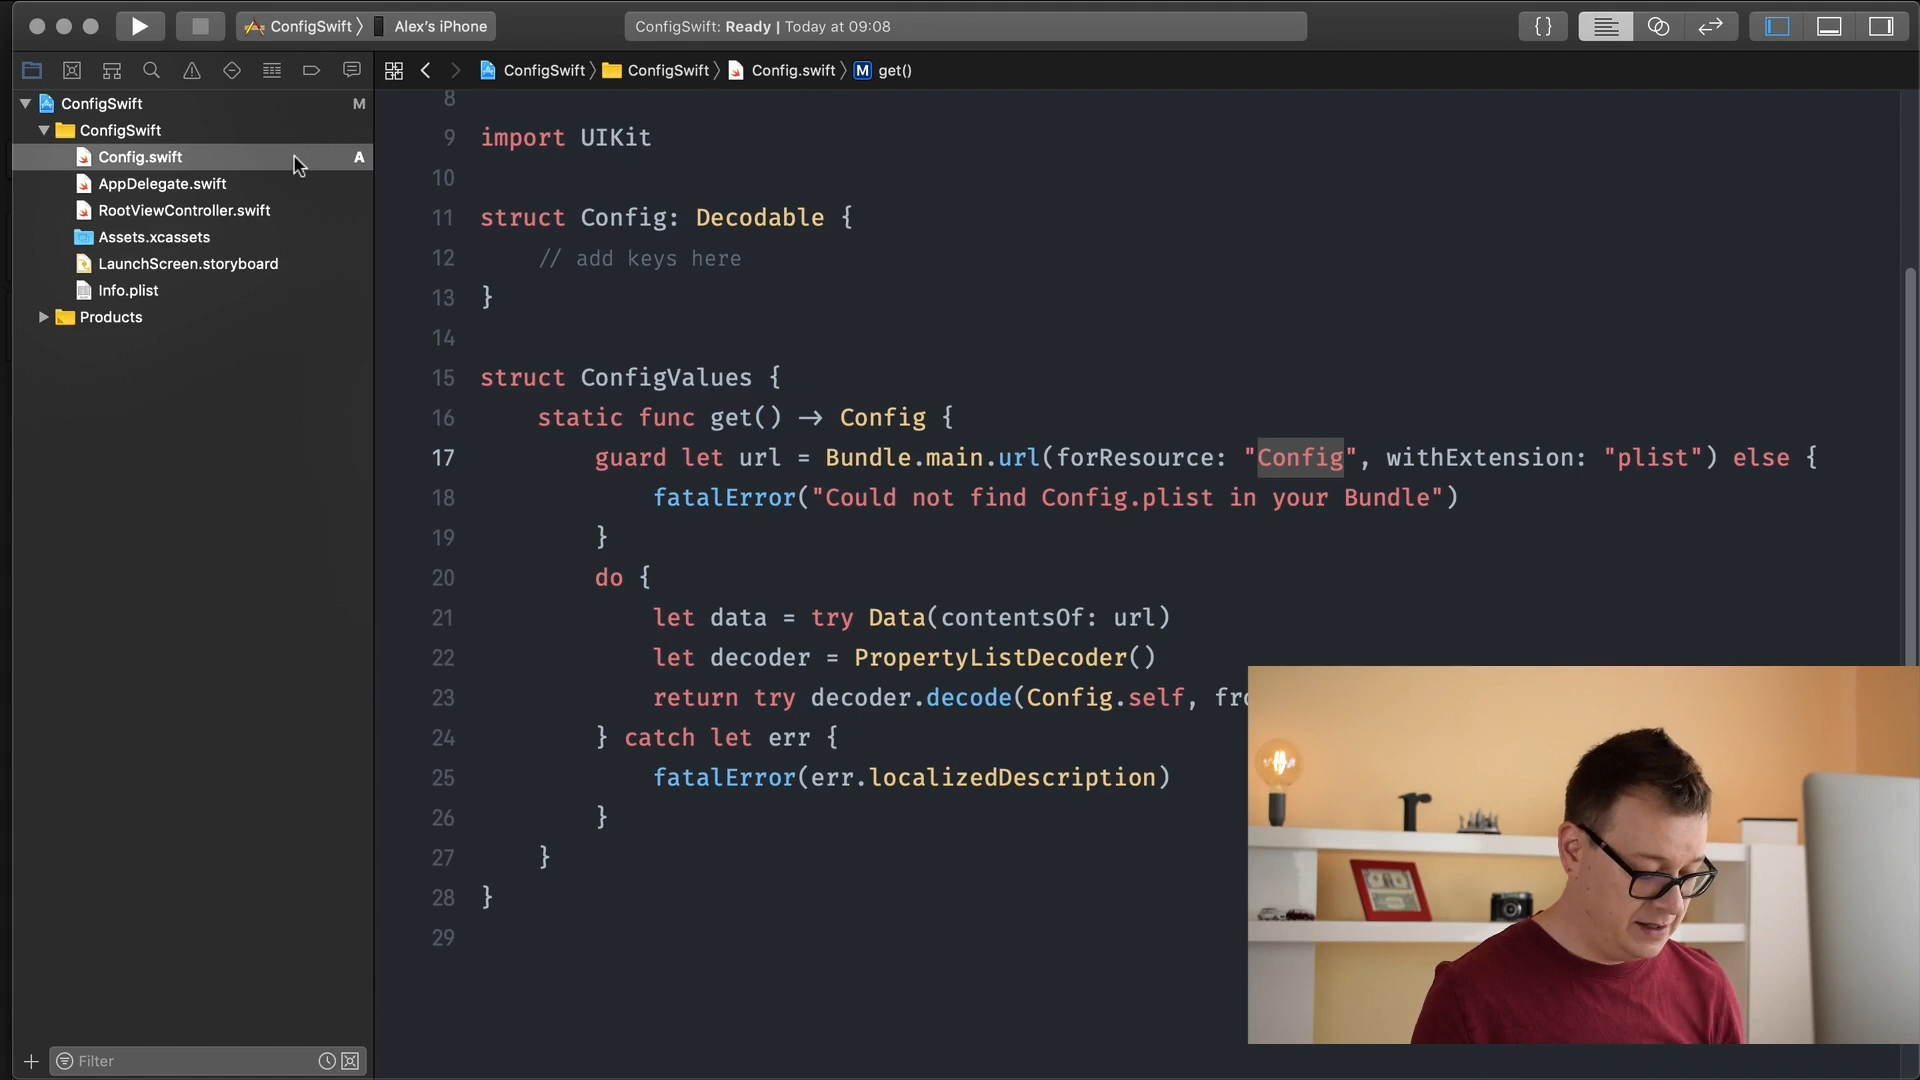 ConfigSwift
Alex's iPhone
ConfigSwift: Ready | Today at 09:08
{}
ConfigSwift
ConfigSwift
Config.swift
M
get()
ConfigSwift
M
ConfigSwift
Config.swift
A
AppDelegate.swift
RootViewController.swift
Assets.xcassets
LaunchScreen.storyboard
Info.plist
Products
Filter
8
9 import UIKit
10
11 struct Config: Decodable {
12 // add keys here
13 }
14
15 struct ConfigValues {
16 static func get() -> Config {
17 guard let url = Bundle.main.url(forResource: "Config", withExtension: "plist") else {
18 fatalError("Could not find Config.plist in your Bundle")
19 }
20 do {
21 let data = try Data(contentsOf: url)
22 let decoder = PropertyListDecoder()
23 return try decoder.decode(Config.self,
24 } catch let err {
25 fatalError(err.localizedDescription)
26 }
27 }
28 }
29